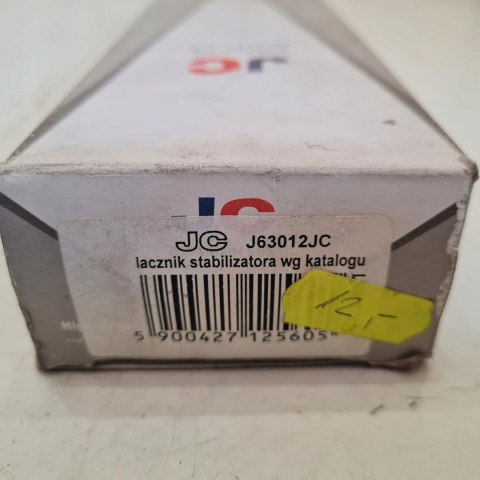 JC
JC J63012JC
lacznik stabilizatora wg katalogu
12,-
5 900427 125605